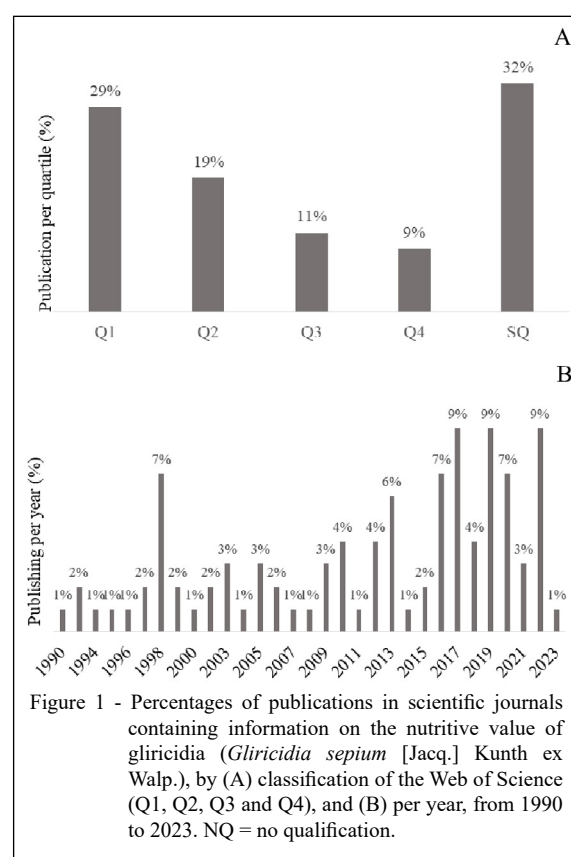 A
Publication per quartile (%)
29%
19%
11%
9%
32%
Q1 Q2 Q3 Q4 SQ
B
Publishing per year (%)
1% 2% 1% 1% 1% 2% 7% 2% 1% 2% 3% 1% 3% 2% 1% 1% 3% 4% 1% 4% 6% 1% 2% 7% 9% 4% 9% 7% 3% 9% 1%
1990 1994 1996 1998 2000 2003 2005 2007 2009 2011 2013 2015 2017 2019 2021 2023
Figure 1 - Percentages of publications in scientific journals
containing information on the nutritive value of
gliricidia (Gliricidia sepium [Jacq.] Kunth ex
Walp.), by (A) classification of the Web of Science
(Q1, Q2, Q3 and Q4), and (B) per year, from 1990
to 2023. NQ = no qualification.